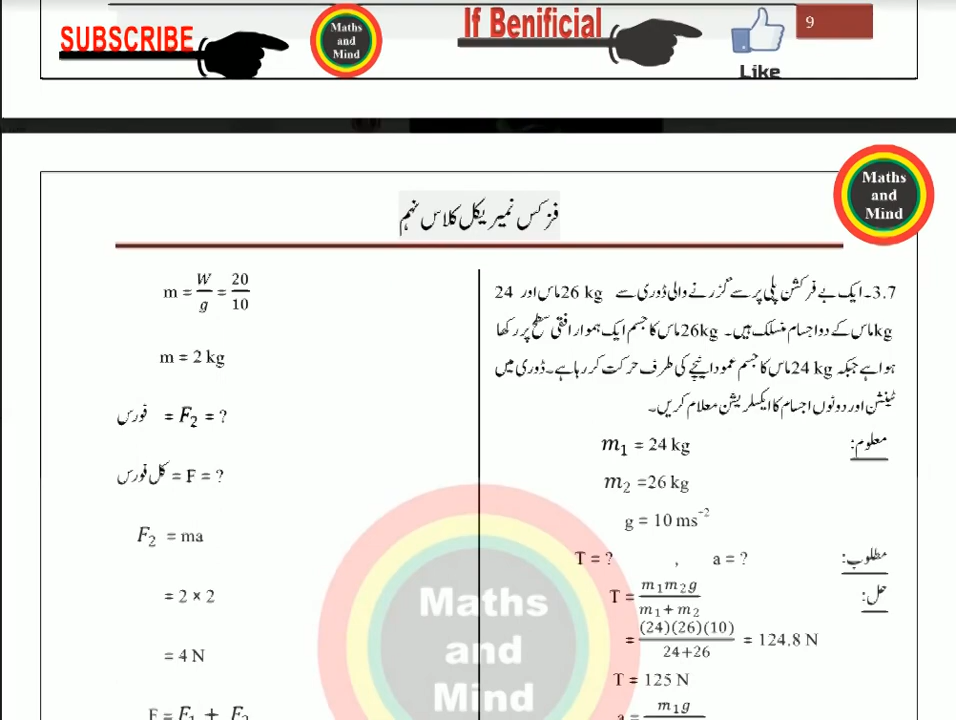 SUBSCRIBE
Maths
and
Mind
If Benificial
Like
9
Maths
and
Mind
فزکس نمیریکل کلاس نہم
3.7۔ایک بے فرکشن پلی پر سے گزرنے والی ڈوری سے 26 kg ماس اور 24
kg ماس کے دو اجسام منسلک ہیں۔ 26kg ماس کا جسم ایک ہموار افقی سطح پر رکھا
ہوا ہے جبکہ 24 kg ماس کا جسم عمودا نیچے کی طرف حرکت کر رہا ہے۔ ڈوری میں
ٹینشن اور دونوں اجسام کا ایکسلریشن معلام کریں۔
معلوم: m₁ = 24 kg
m₂ =26 kg
g = 10 ms⁻²
مطلوب: T = ? , a = ?
حل: T = m₁m₂g / m₁+ m₂
= (24)(26)(10) / 24+26 = 124.8 N
T = 125 N
a = m₁g
m = W/g = 20/10
m = 2 kg
فورس = F₂ = ?
کل فورس = F = ?
F₂ = ma
= 2 × 2
= 4 N
F = F₁ + F₂
Maths
and
Mind